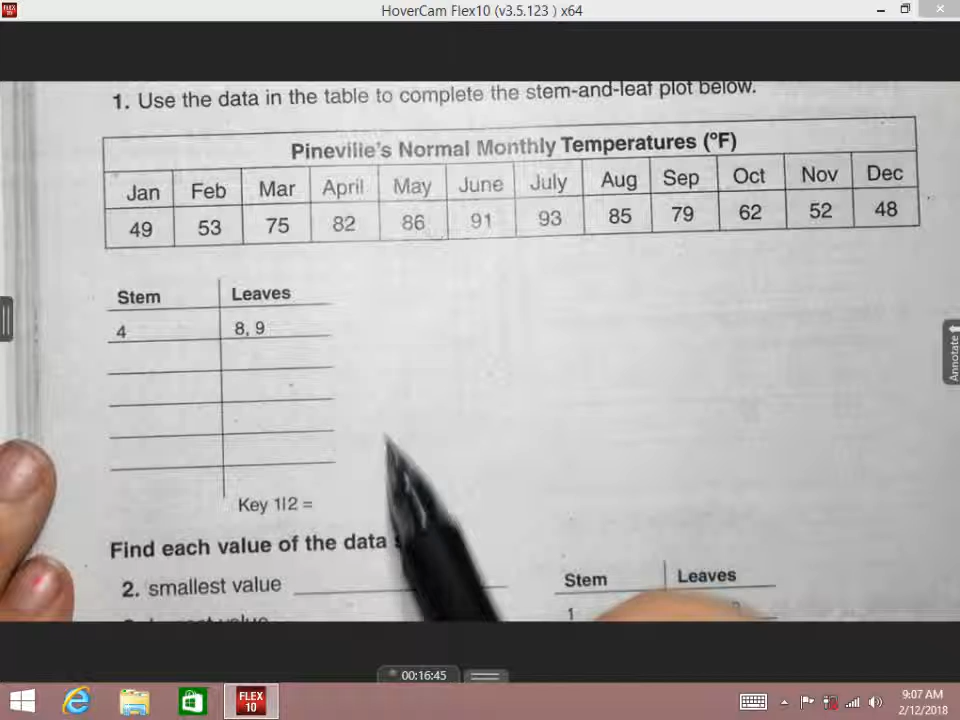 HoverCam Flex10 (v3.5.123 ) x64
1. Use the data in the table to complete the stem-and-leaf plot below.
Pineville's Normal Monthly Temperatures (°F)
Jan Feb Mar April May June July Aug Sep Oct Nov Dec
49 53 75 82 86 91 93 85 79 62 52 48
Stem Leaves
4 8, 9
Key 1|2 =
Find each value of the data
2. smallest value
Stem Leaves
1
Annotate
00:16:45
FLEX 10
9:07 AM
2/12/2018